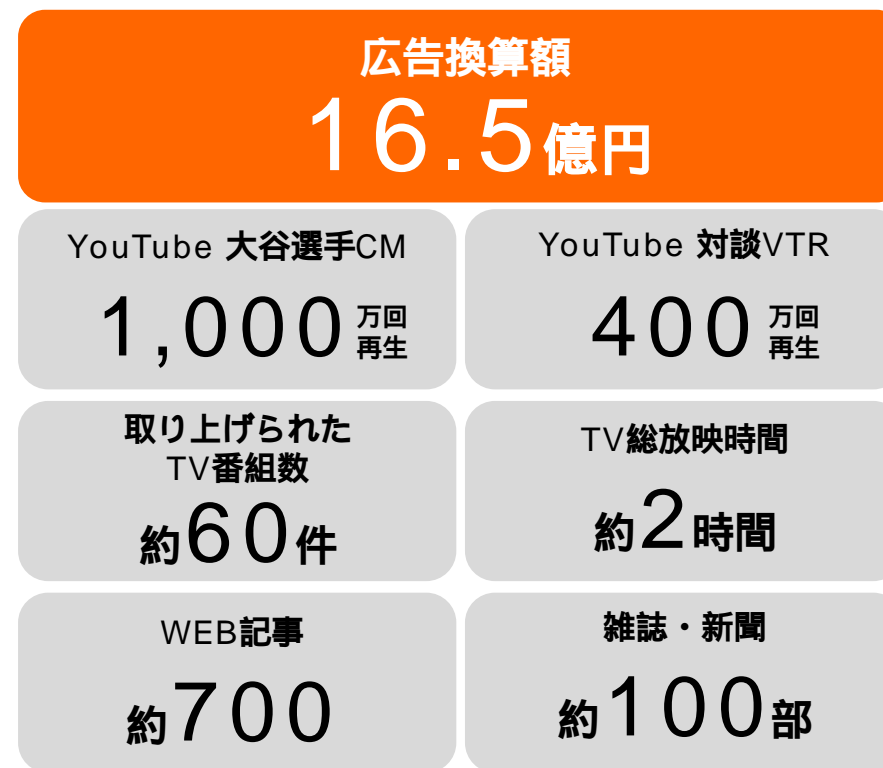 広告換算額
16.5億円
YouTube 大谷選手CM
1,000万回再生
YouTube 対談VTR
400万回再生
取り上げられた
TV番組数
約60件
TV総放映時間
約2時間
WEB記事
約700
雑誌・新聞
約100部